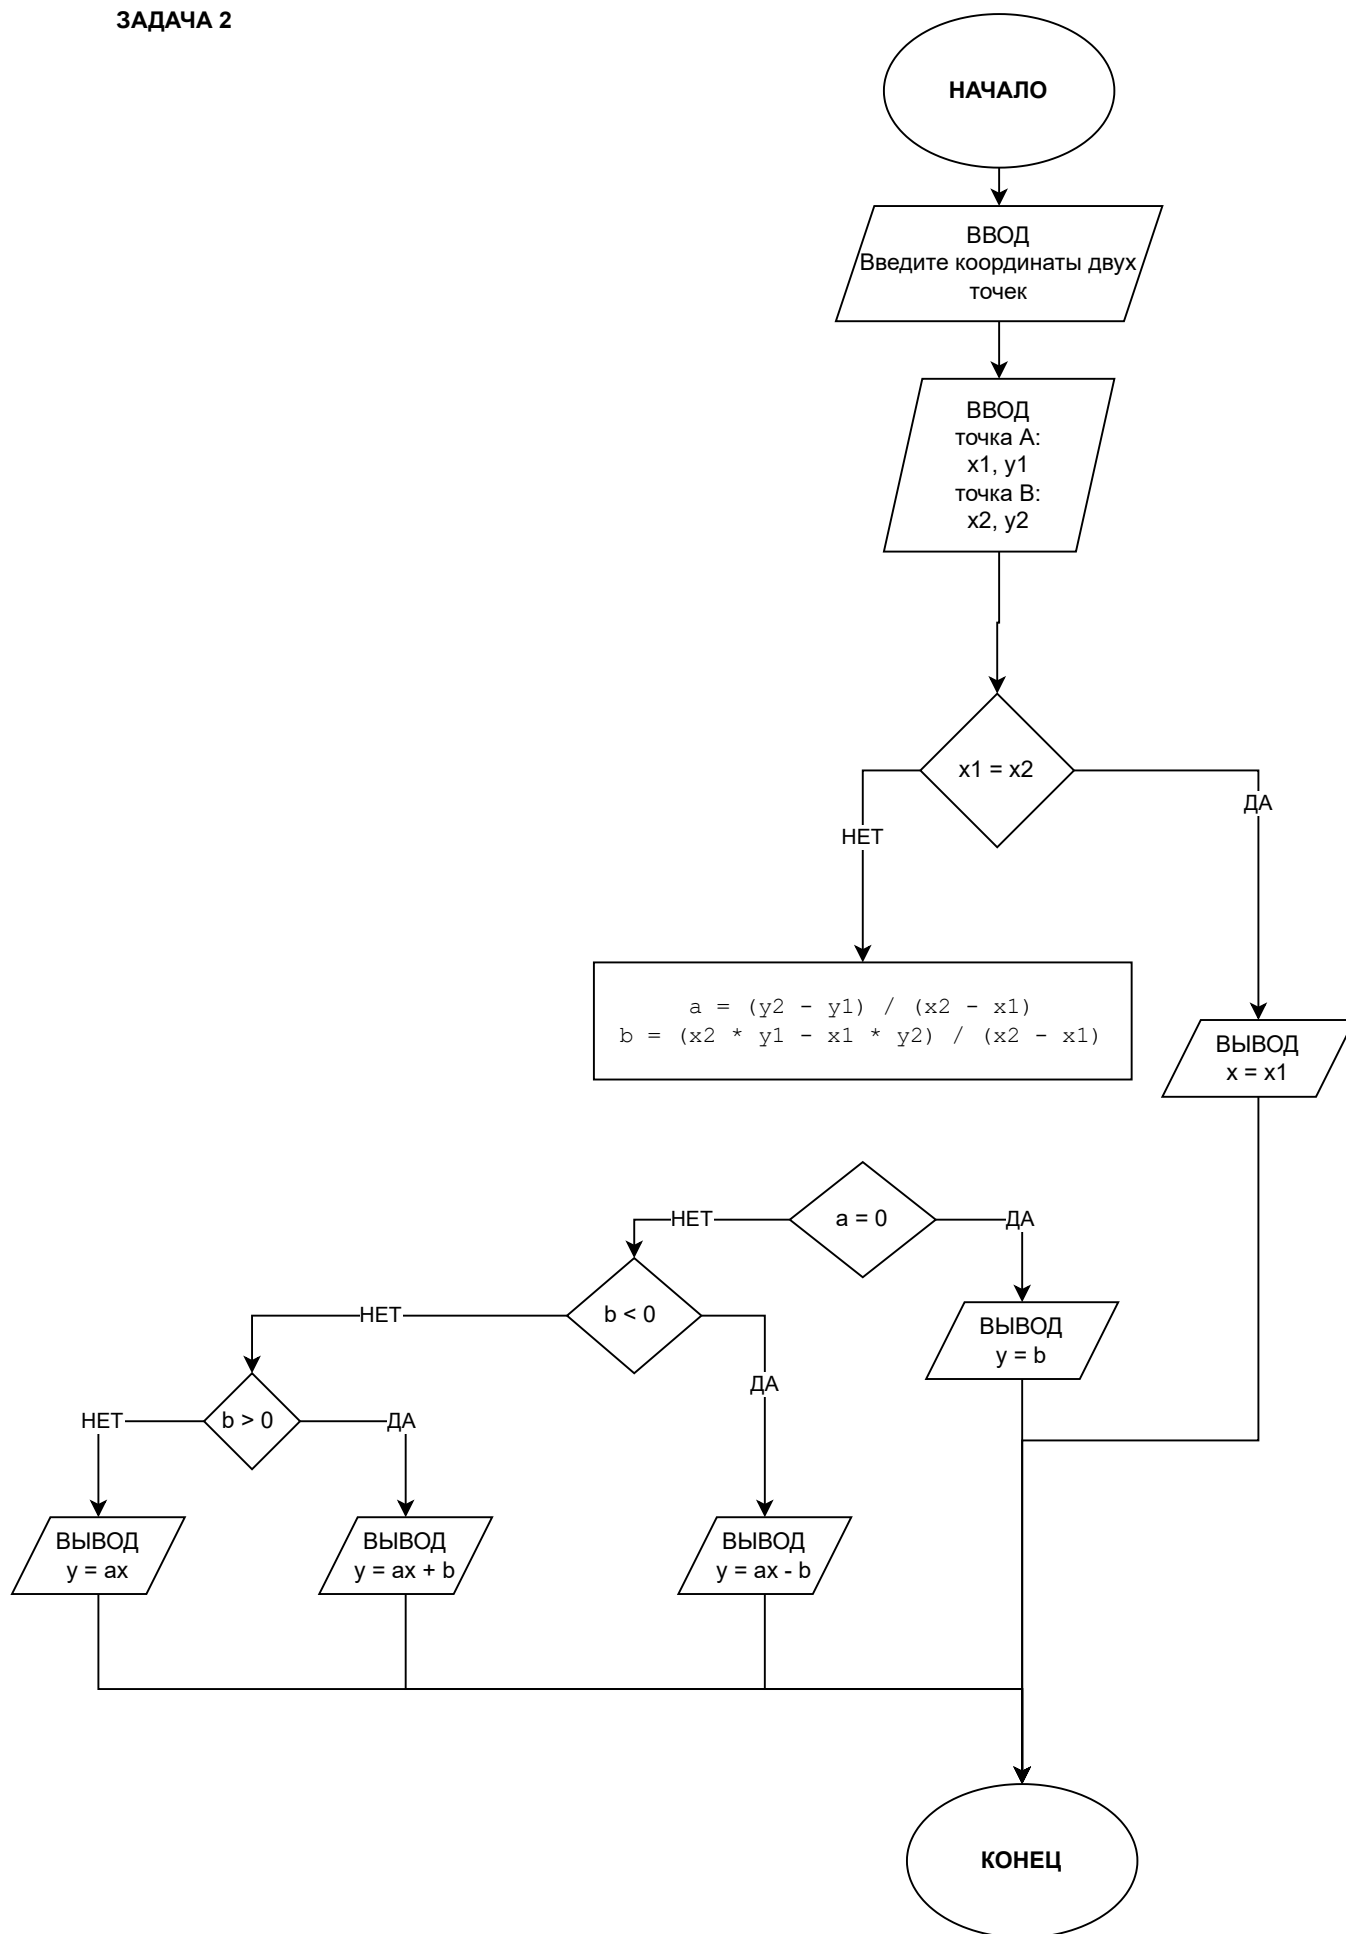 ЗАДАЧА 2
НАЧАЛО
ВВОД
Введите координаты двух
точек
ВВОД
точка А:
x1, y1
точка В:
x2, y2
x1 = x2
НЕТ
ДА
a = (y2 - y1) / (x2 - x1)
b = (x2 * y1 - x1 * y2) / (x2 - x1)
ВЫВОД
x = x1
a = 0
НЕТ
ДА
b < 0
НЕТ
ДА
ВЫВОД
y = b
b > 0
НЕТ
ДА
ВЫВОД
y = ax
ВЫВОД
y = ax + b
ВЫВОД
y = ax - b
КОНЕЦ